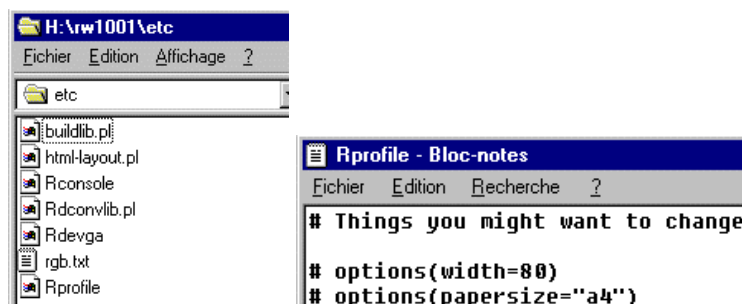 H:\rw1001\etc
Fichier Edition Affichage ?
etc
buildlib.pl
html-layout.pl
Rconsole
Rdconvlib.pl
Rdevga
rgb.txt
Rprofile
Rprofile - Bloc-notes
Fichier Edition Recherche ?
# Things you might want to change
# options(width=80)
# options(papersize="a4")